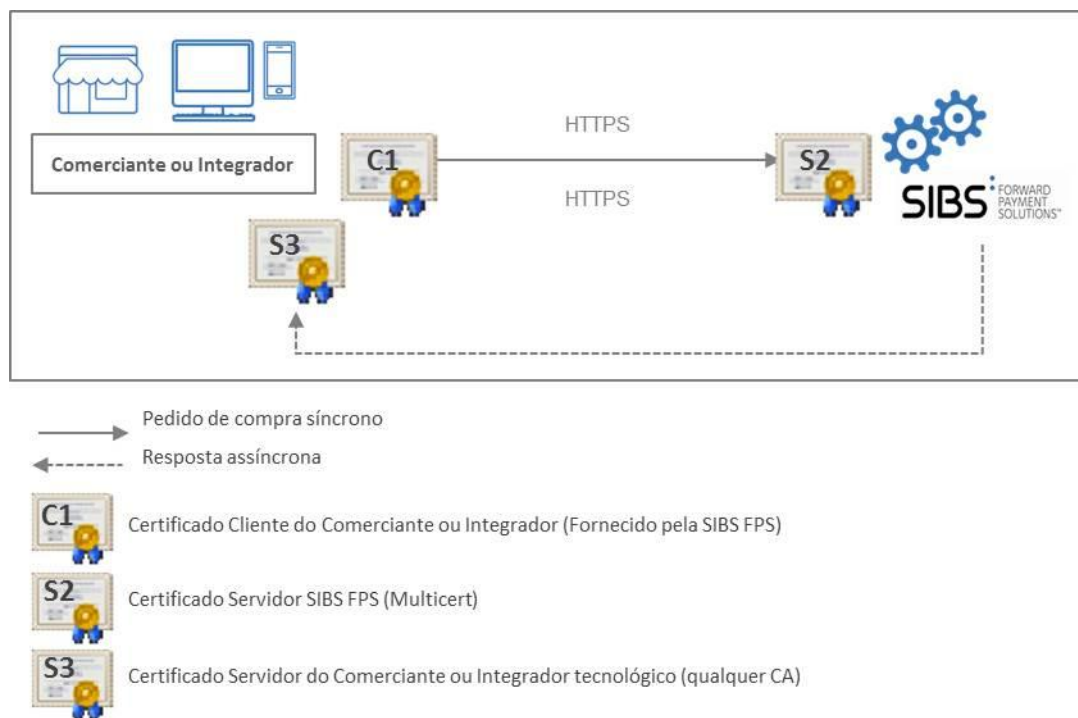 HTTPS
Comerciante ou Integrador
C1
S2
HTTPS
SIBS FORWARD
PAYMENT
SOLUTIONS™
S3
Pedido de compra síncrono
Resposta assíncrona
C1
Certificado Cliente do Comerciante ou Integrador (Fornecido pela SIBS FPS)
S2
Certificado Servidor SIBS FPS (Multicert)
S3
Certificado Servidor do Comerciante ou Integrador tecnológico (qualquer CA)